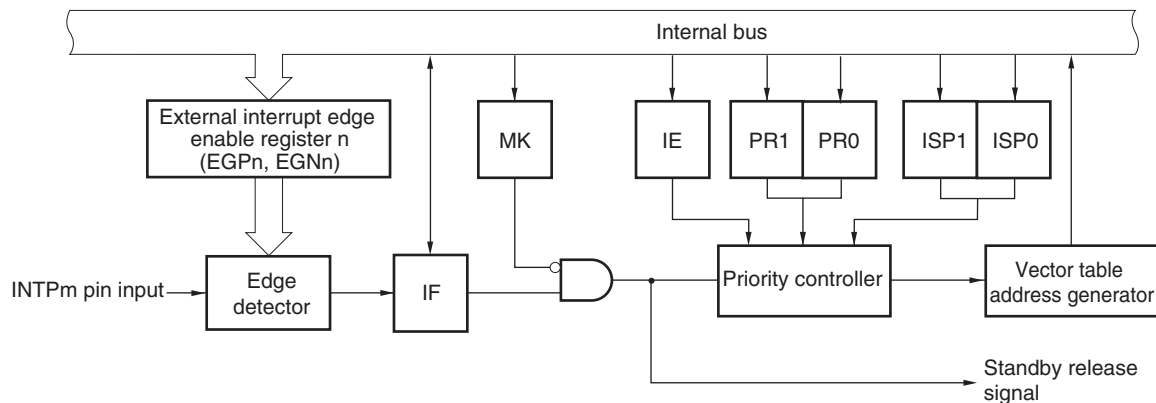 Internal bus
External interrupt edge
enable register n
(EGPn, EGNn)
MK
IE
PR1
PR0
ISP1
ISP0
INTPm pin input
Edge
detector
IF
Priority controller
Vector table
address generator
Standby release
signal